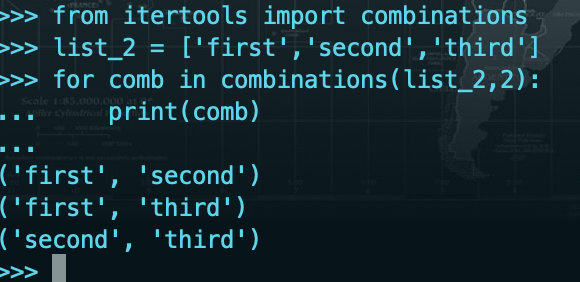 >>> from itertools import combinations
>>> list_2 = ['first','second','third']
>>> for comb in combinations(list_2,2):
...     print(comb)
...
('first', 'second')
('first', 'third')
('second', 'third')
>>>